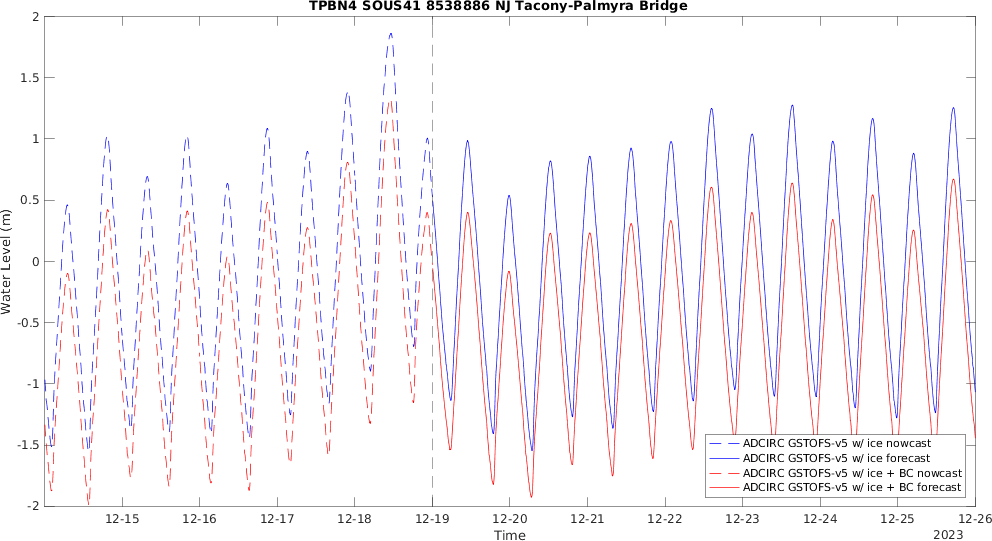 TPBN4 SOUS41 8538886 NJ Tacony-Palmyra Bridge
2
1.5
1
0.5
0
-0.5
-1
-1.5
-2
Water Level (m)
ADCIRC GSTOFS-v5 w/ ice nowcast
ADCIRC GSTOFS-v5 w/ ice forecast
ADCIRC GSTOFS-v5 w/ ice + BC nowcast
ADCIRC GSTOFS-v5 w/ ice + BC forecast
12-15 12-16 12-17 12-18 12-19 12-20 12-21 12-22 12-23 12-24 12-25 12-26
Time
2023